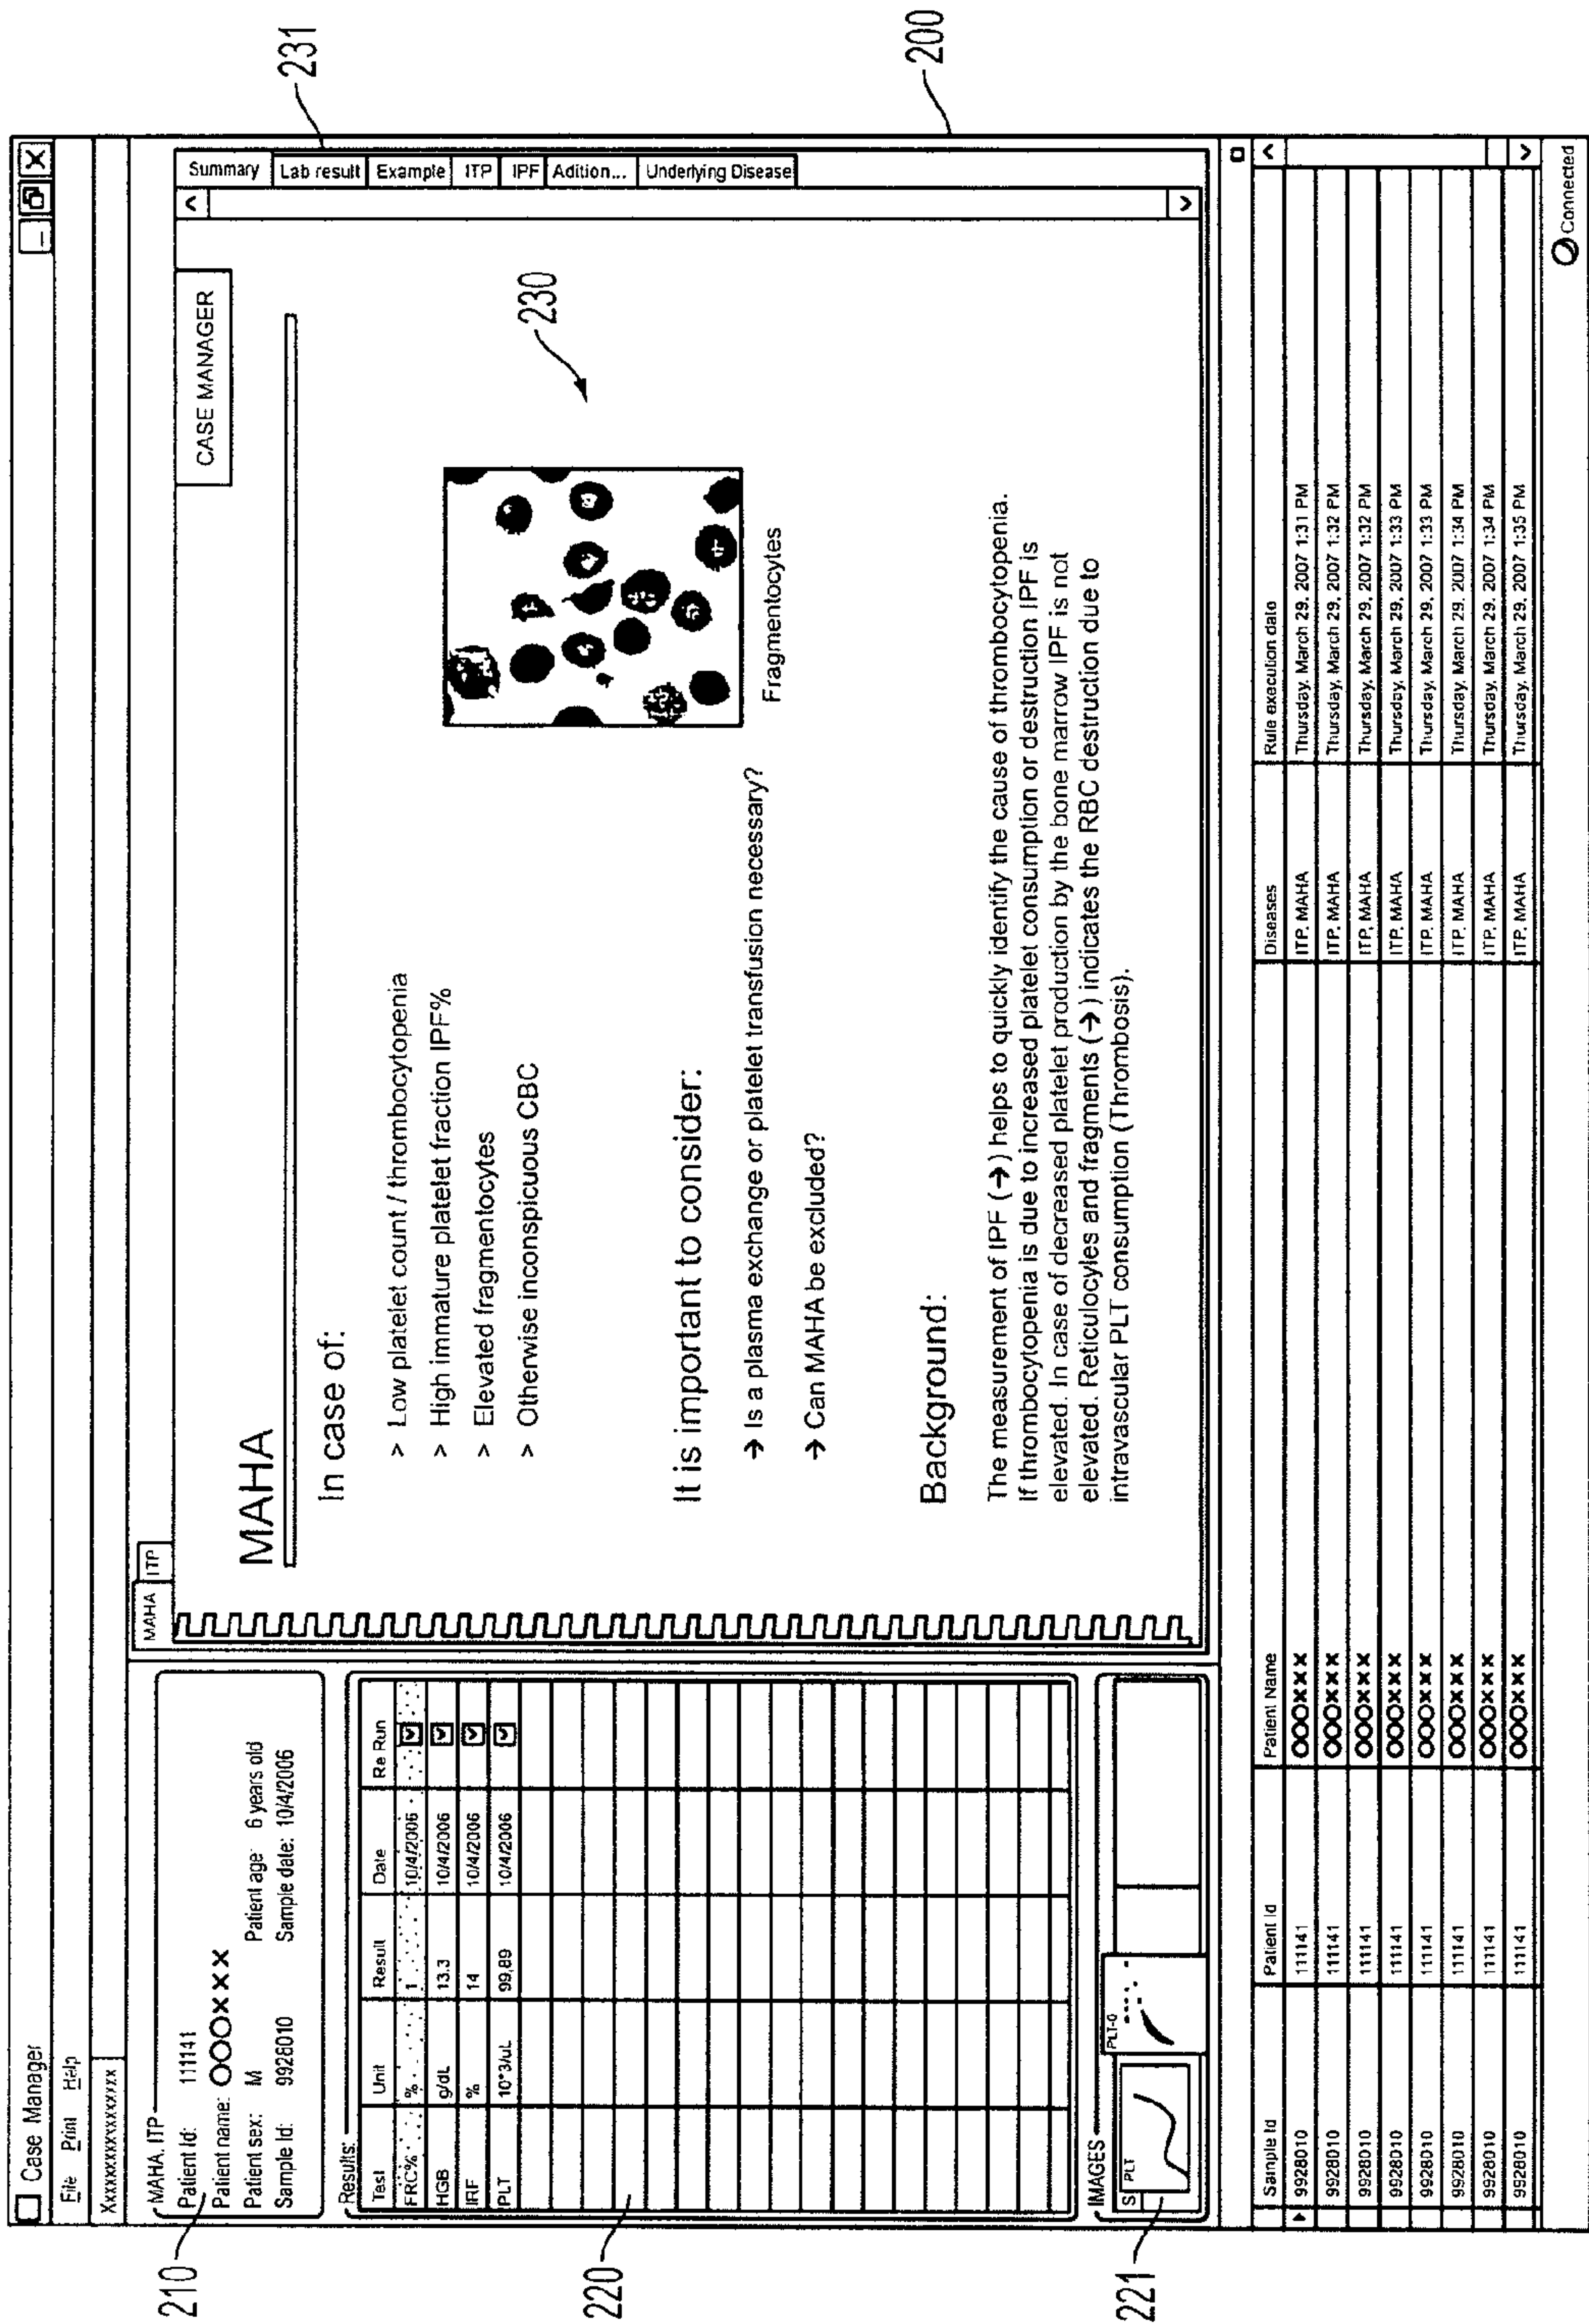 Case Manager
File Print Help
Xxxxxxxxxxxxxxxx
MAHA, ITP
Patient Id: 111141
Patient name: OOOXXX
Patient sex: M Patient age: 6 years old
Sample Id: 9928010 Sample date: 10/4/2006
210
Results:
Test Unit Result Date Re Run
FRC% % 1 10/4/2006
HGB g/dL 13.3 10/4/2006
IRF % 14 10/4/2006
PLT 10*3/uL 99,89 10/4/2006
220
IMAGES
S PLT
PLT-O
221
MAHA ITP
CASE MANAGER
MAHA
In case of:
> Low platelet count / thrombocytopenia
> High immature platelet fraction IPF%
> Elevated fragmentocytes
> Otherwise inconspicuous CBC
Fragmentocytes
230
It is important to consider:
→ Is a plasma exchange or platelet transfusion necessary?
→ Can MAHA be excluded?
Background:
The measurement of IPF (→) helps to quickly identify the cause of thrombocytopenia.
If thrombocytopenia is due to increased platelet consumption or destruction IPF is
elevated. In case of decreased platelet production by the bone marrow IPF is not
elevated. Reticulocytes and fragments (→) indicates the RBC destruction due to
intravascular PLT consumption (Thrombosis).
Summary
Lab result
Example
ITP
IPF
Adition...
Underlying Disease
231
200
Sample Id Patient Id Patient Name Diseases Rule execution date
9928010 111141 OOOXXX ITP, MAHA Thursday, March 29, 2007 1:31 PM
9928010 111141 OOOXXX ITP, MAHA Thursday, March 29, 2007 1:32 PM
9928010 111141 OOOXXX ITP, MAHA Thursday, March 29, 2007 1:32 PM
9928010 111141 OOOXXX ITP, MAHA Thursday, March 29, 2007 1:33 PM
9928010 111141 OOOXXX ITP, MAHA Thursday, March 29, 2007 1:33 PM
9928010 111141 OOOXXX ITP, MAHA Thursday, March 29, 2007 1:34 PM
9928010 111141 OOOXXX ITP, MAHA Thursday, March 29, 2007 1:34 PM
9928010 111141 OOOXXX ITP, MAHA Thursday, March 29, 2007 1:35 PM
Connected